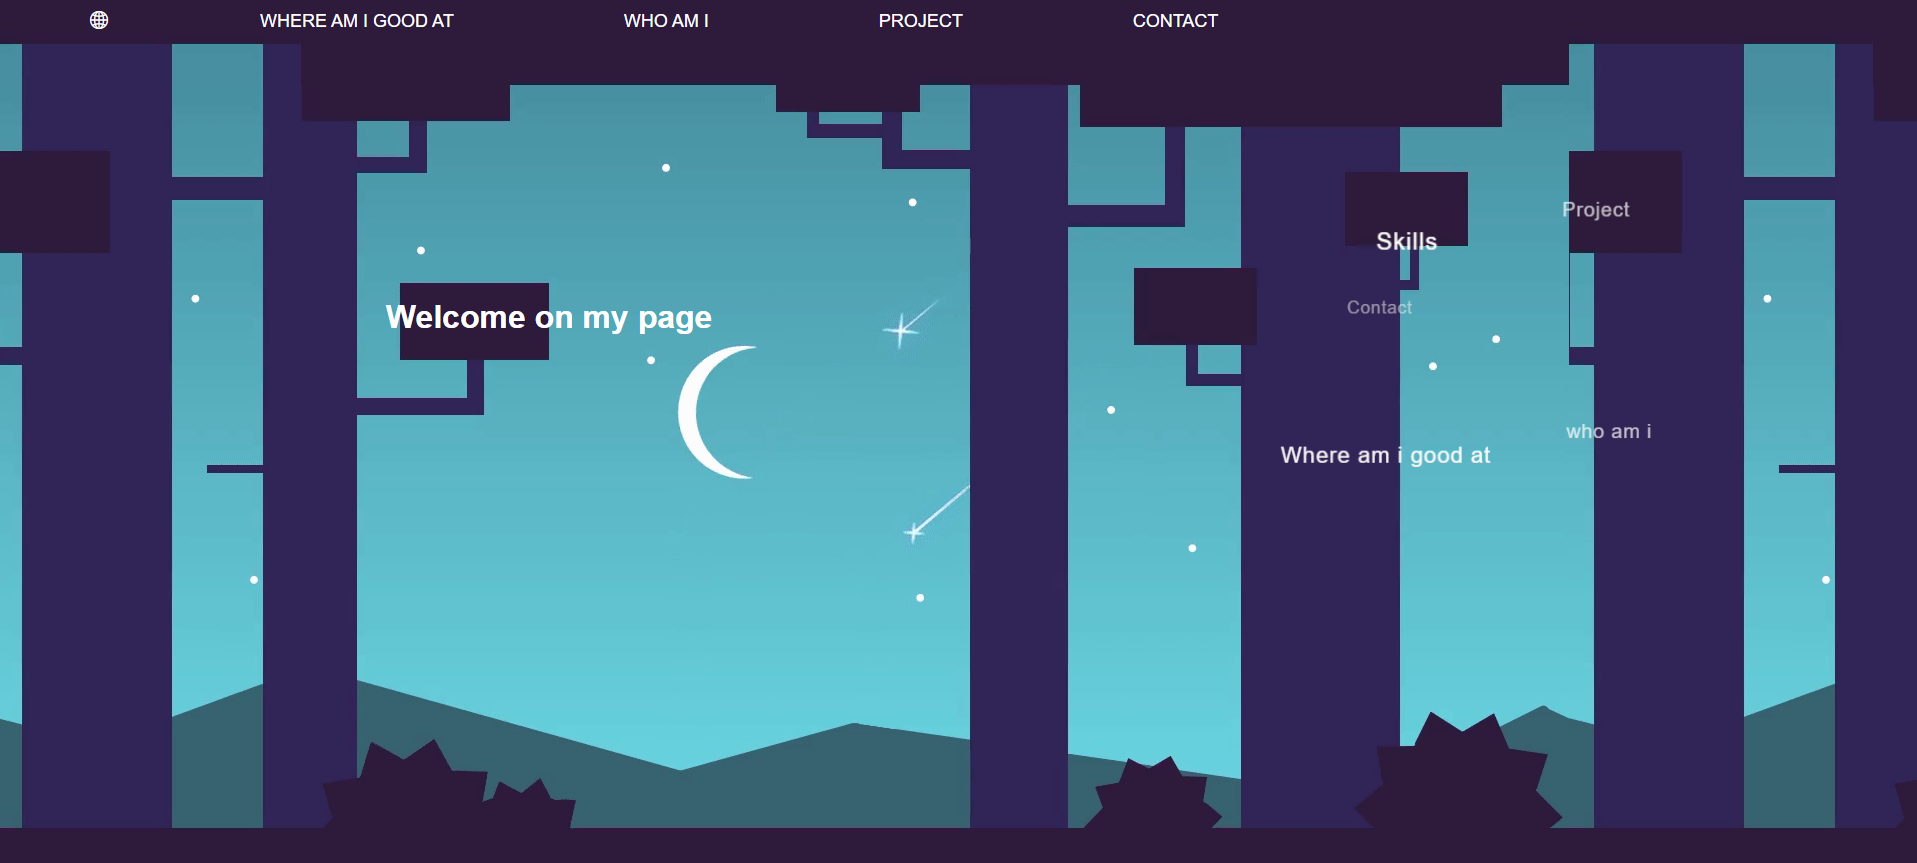 WHERE AM I GOOD AT
WHO AM I
PROJECT
CONTACT
Project
Skills
Contact
Welcome on my page
who am i
Where am i good at